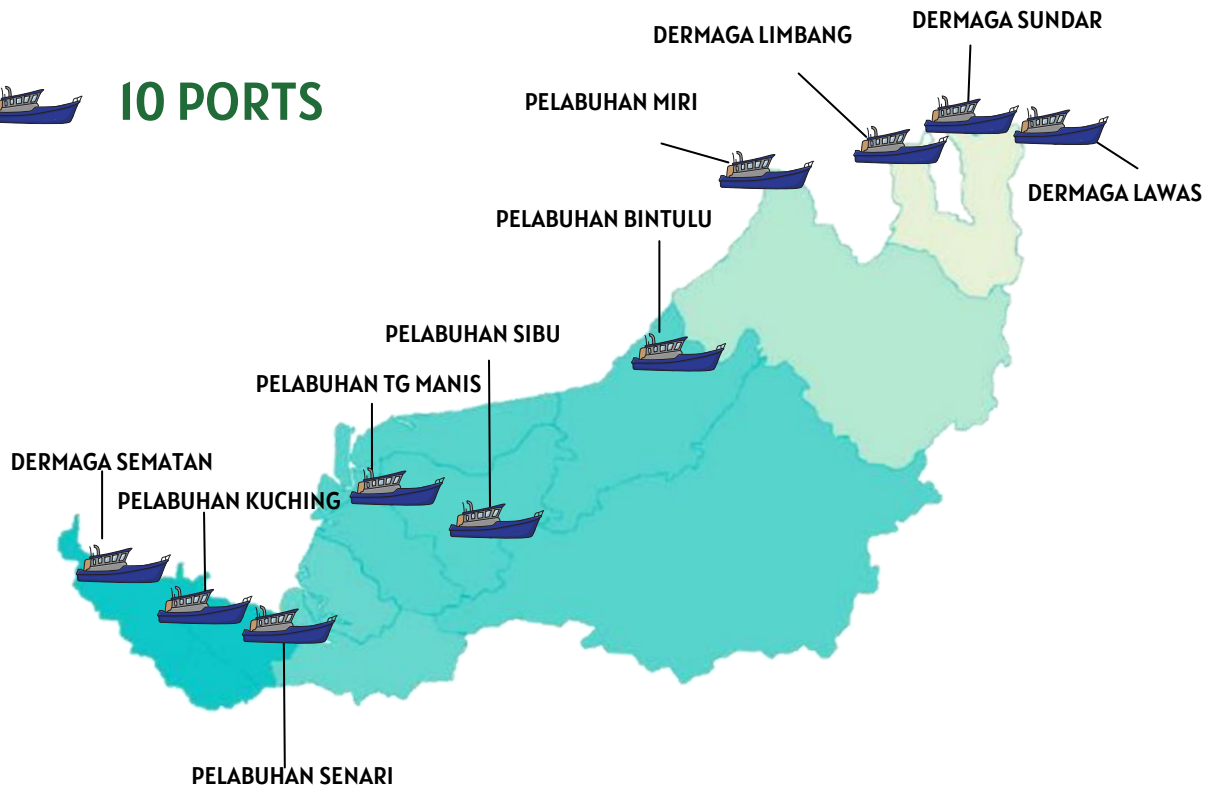 DERMAGA SUNDAR
DERMAGA LIMBANG
10 PORTS
PELABUHAN MIRI
DERMAGA LAWAS
PELABUHAN BINTULU
PELABUHAN SIBU
PELABUHAN TG MANIS
DERMAGA SEMATAN
PELABUHAN KUCHING
PELABUHAN SENARI